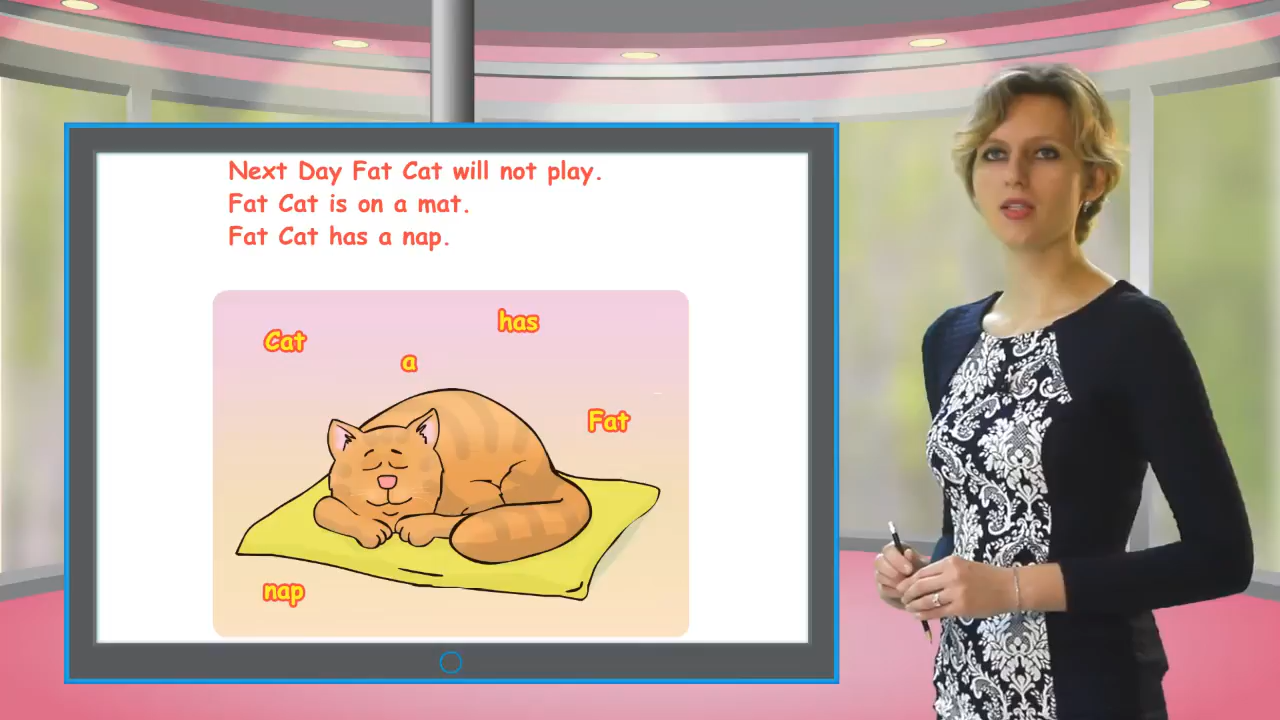 Next Day Fat Cat will not play.
Fat Cat is on a mat.
Fat Cat has a nap.
has
Cat
a
Fat
nap